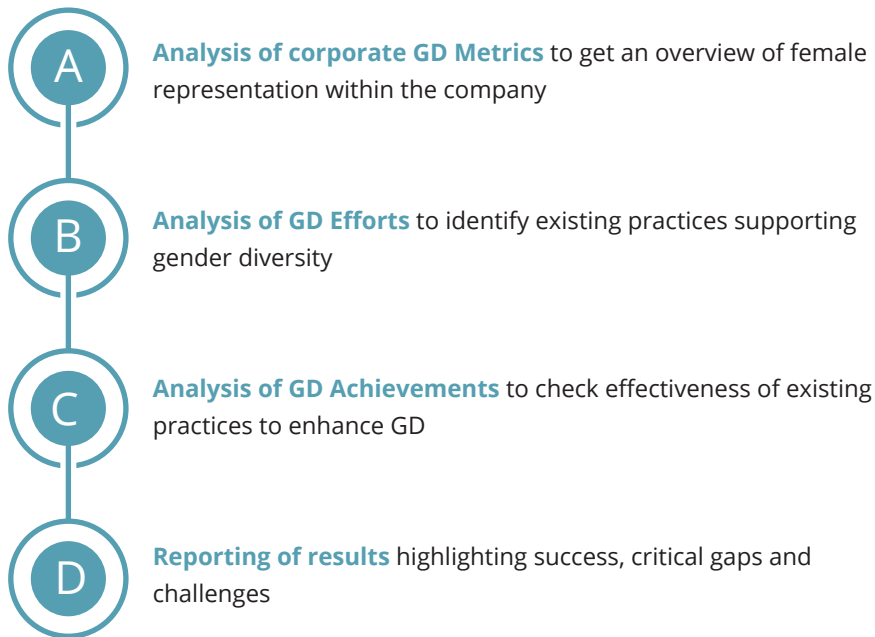 A
Analysis of corporate GD Metrics to get an overview of female
representation within the company
B
Analysis of GD Efforts to identify existing practices supporting
gender diversity
C
Analysis of GD Achievements to check effectiveness of existing
practices to enhance GD
D
Reporting of results highlighting success, critical gaps and
challenges